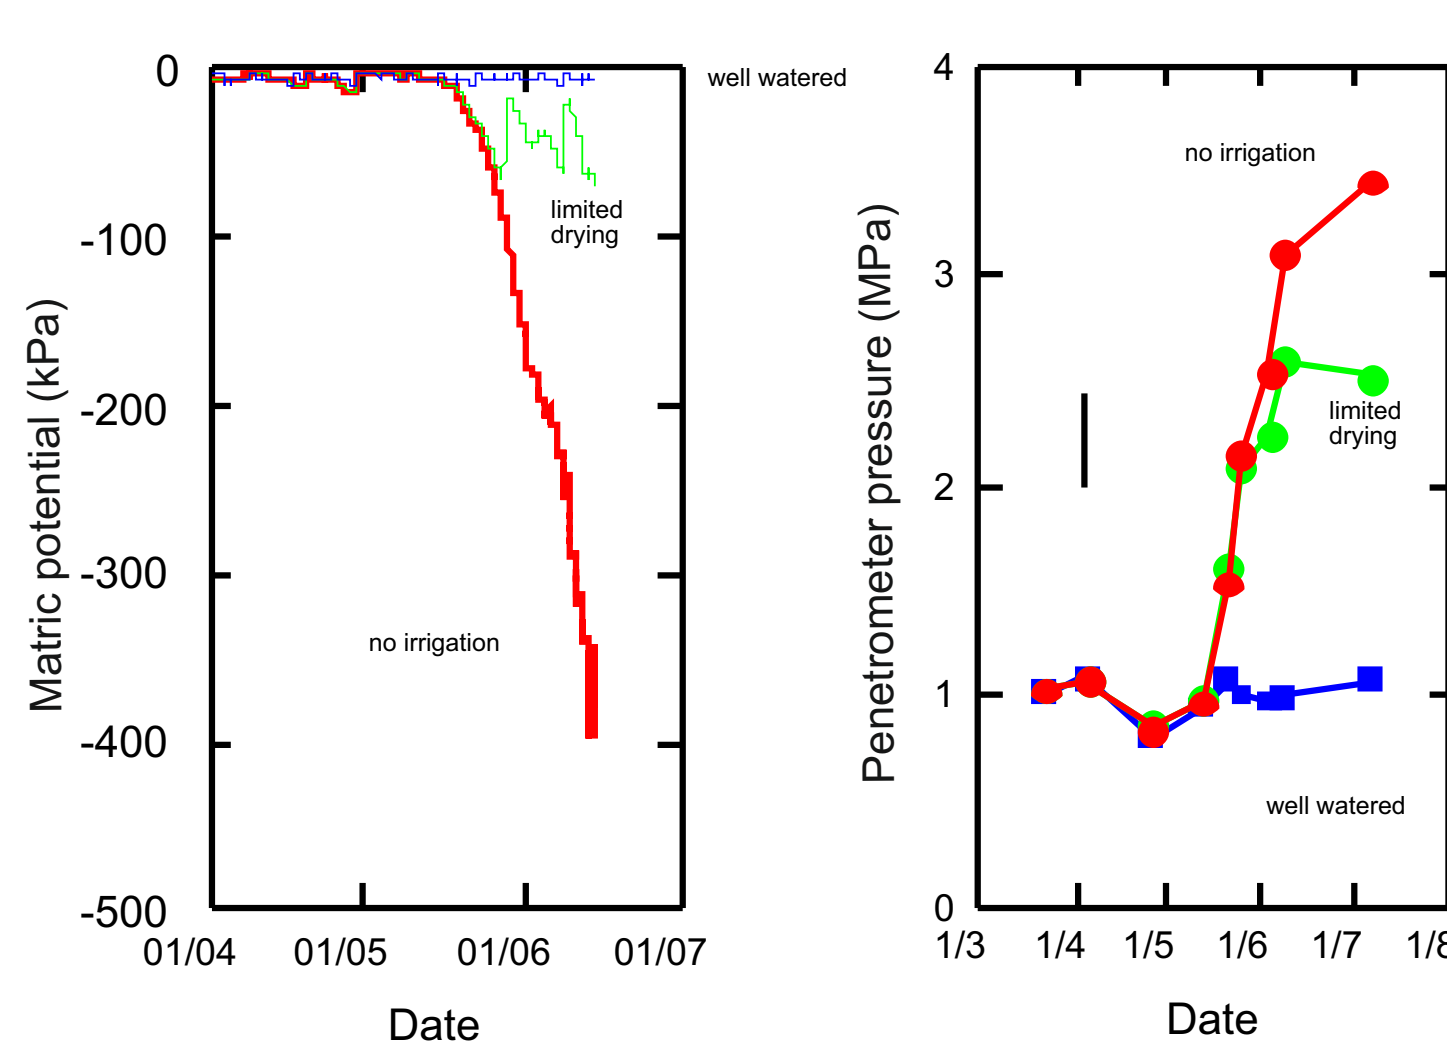 0
-100
-200
-300
-400
-500
01/04
01/05
01/06
01/07
Date
Matric potential (kPa)
well watered
limited
drying
no irrigation
4
3
2
1
0
1/3
1/4
1/5
1/6
1/7
1/8
Date
Penetrometer pressure (MPa)
no irrigation
limited
drying
well watered